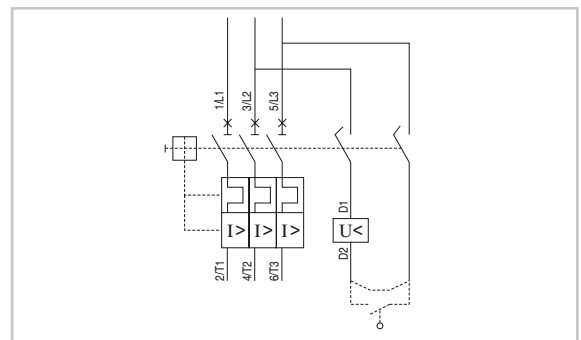 1/L1
3/L2
5/L3
I>
I>
I>
D1
U<
D2
2/T1
4/T2
6/T3